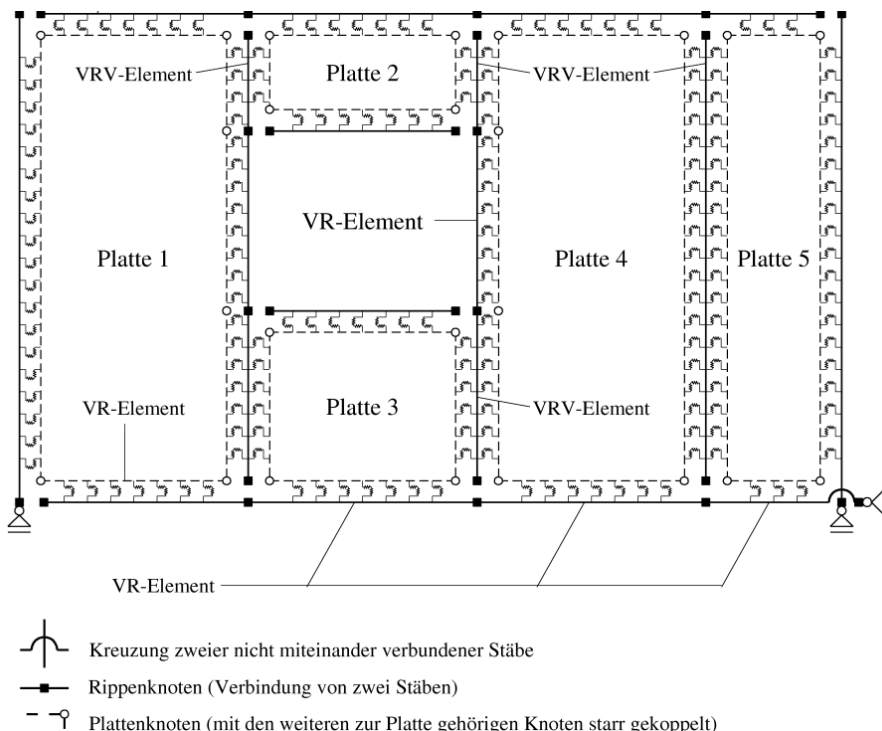 VRV-Element
Platte 2
VRV-Element
VR-Element
Platte 1
Platte 4
Platte 5
VR-Element
Platte 3
VRV-Element
VR-Element
Kreuzung zweier nicht miteinander verbundener Stäbe
Rippenknoten (Verbindung von zwei Stäben)
Plattenknoten (mit den weiteren zur Platte gehörigen Knoten starr gekoppelt)